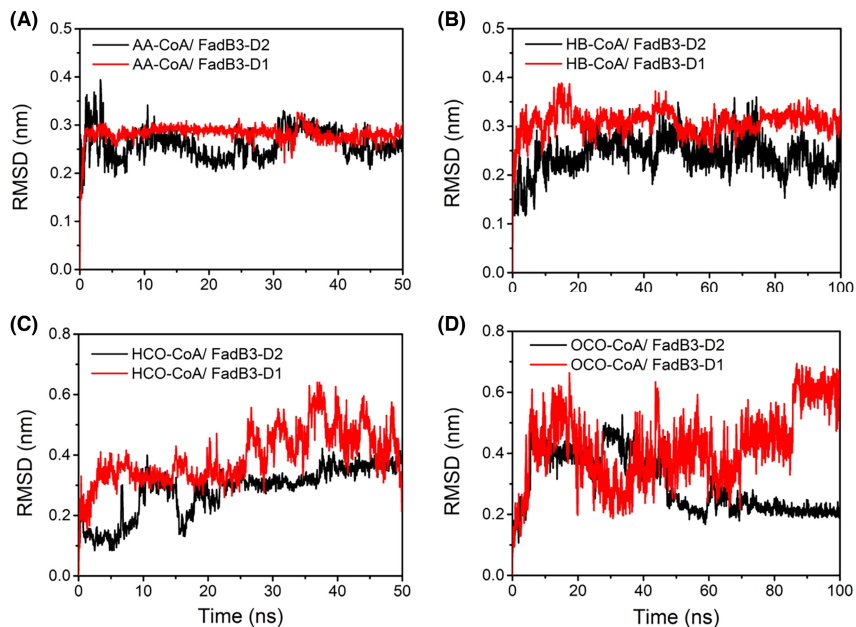 (A)
AA-CoA/ FadB3-D2
AA-CoA/ FadB3-D1
RMSD (nm)
0.5
0.4
0.3
0.2
0.1
0.0
0 10 20 30 40 50
(B)
HB-CoA/ FadB3-D2
HB-CoA/ FadB3-D1
RMSD (nm)
0.5
0.4
0.3
0.2
0.1
0.0
0 20 40 60 80 100
(C)
HCO-CoA/ FadB3-D2
HCO-CoA/ FadB3-D1
RMSD (nm)
0.8
0.6
0.4
0.2
0.0
0 10 20 30 40 50
Time (ns)
(D)
OCO-CoA/ FadB3-D2
OCO-CoA/ FadB3-D1
RMSD (nm)
0.8
0.6
0.4
0.2
0.0
0 20 40 60 80 100
Time (ns)